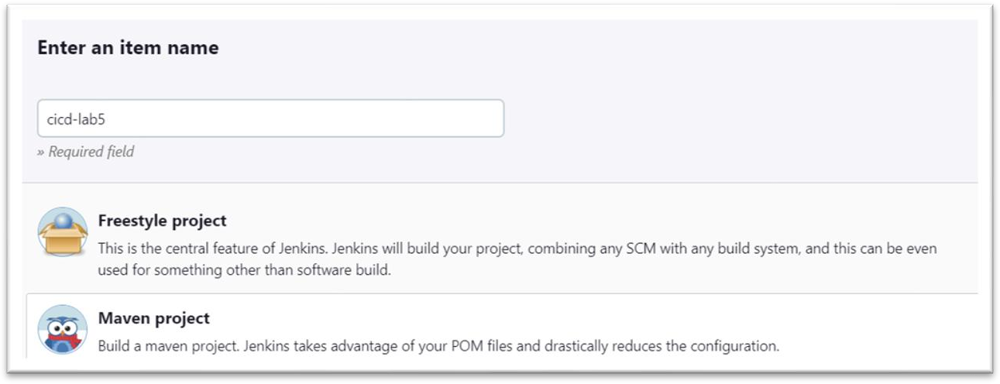 Enter an item name
cicd-lab5
» Required field
Freestyle project
This is the central feature of Jenkins. Jenkins will build your project, combining any SCM with any build system, and this can be even
used for something other than software build.
Maven project
Build a maven project. Jenkins takes advantage of your POM files and drastically reduces the configuration.